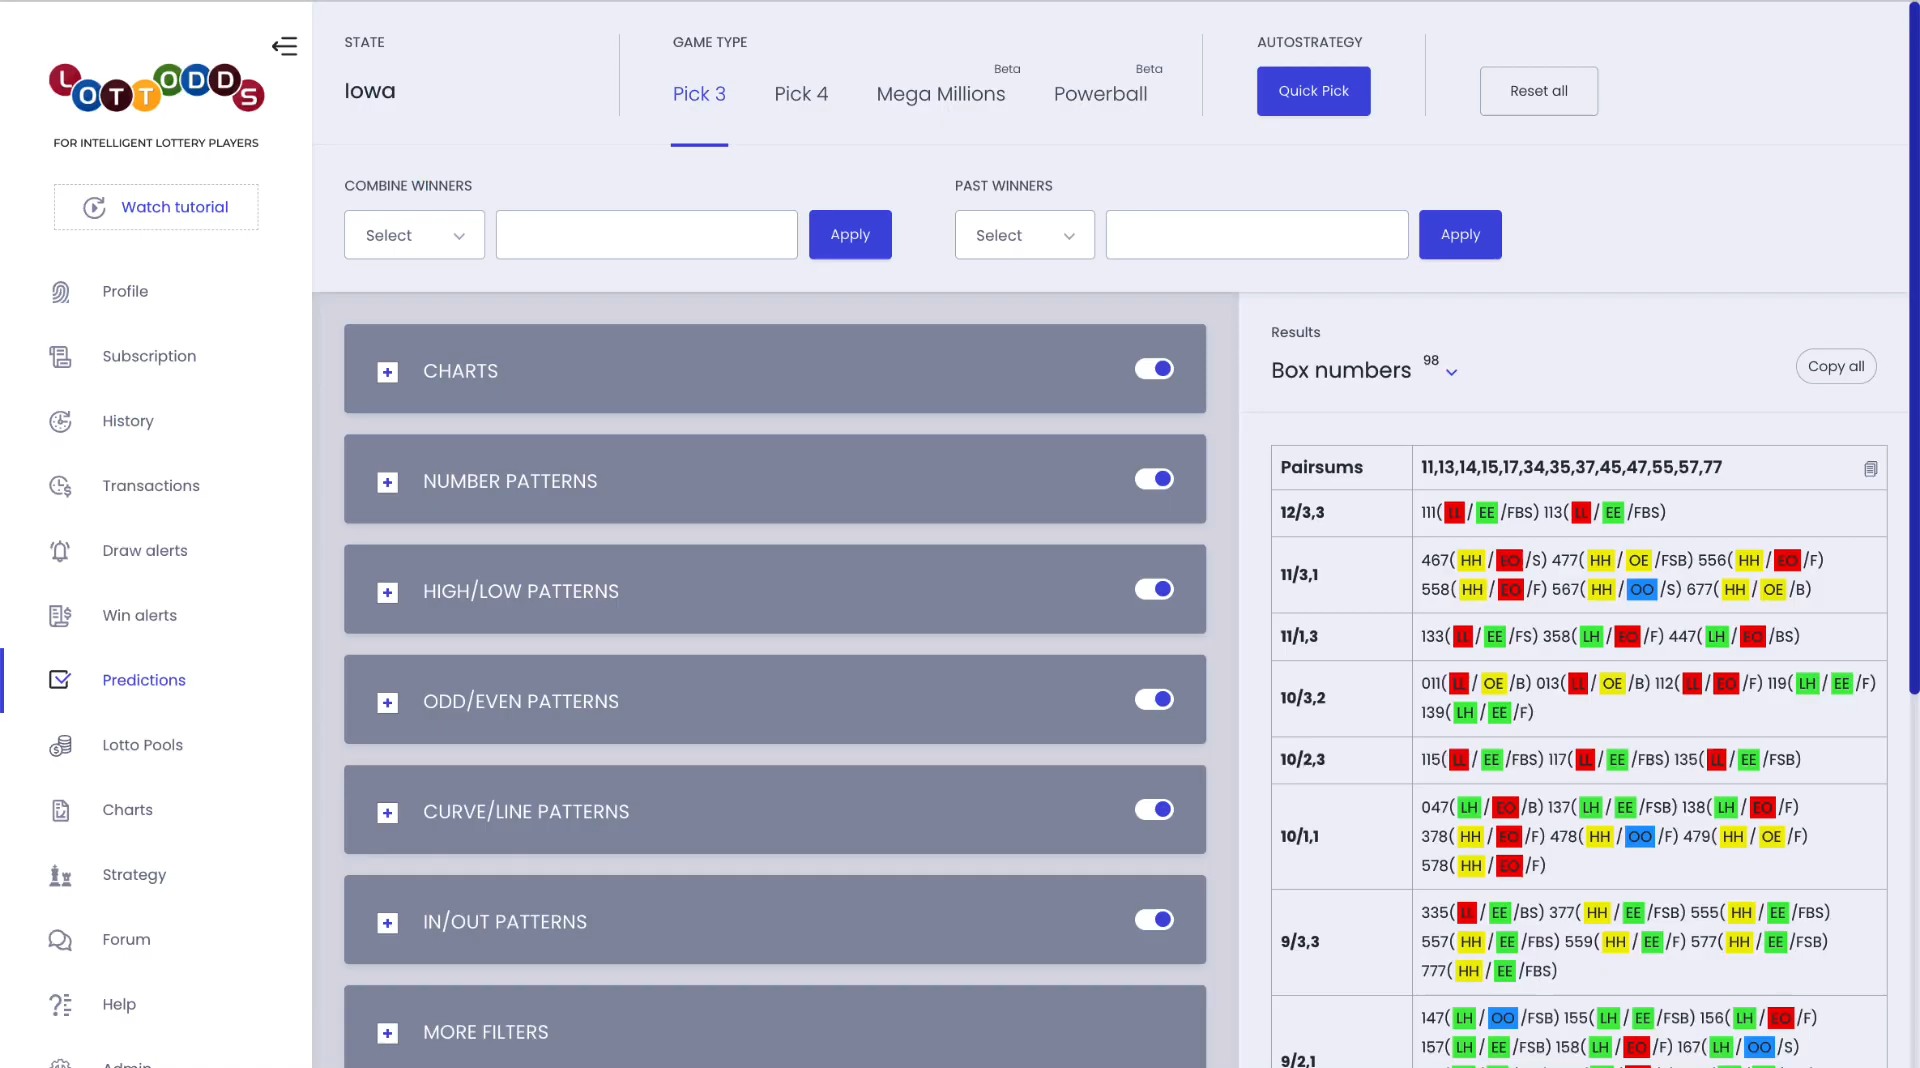 LOTTODDS
FOR INTELLIGENT LOTTERY PLAYERS
Watch tutorial
Profile
Subscription
History
Transactions
Draw alerts
Win alerts
Predictions
Lotto Pools
Charts
Strategy
Forum
Help
Admin
STATE
Iowa
GAME TYPE
Pick 3
Pick 4
Beta
Mega Millions
Beta
Powerball
AUTOSTRATEGY
Quick Pick
Reset all
COMBINE WINNERS
Select
Apply
PAST WINNERS
Select
Apply
CHARTS
NUMBER PATTERNS
HIGH/LOW PATTERNS
ODD/EVEN PATTERNS
CURVE/LINE PATTERNS
IN/OUT PATTERNS
MORE FILTERS
Results
Box numbers 98
Copy all
Pairsums 11,13,14,15,17,34,35,37,45,47,55,57,77
12/3,3 111( LL / EE /FBS) 113( LL / EE /FBS)
11/3,1
467( HH / EO /S) 477( HH / OE /FSB) 556( HH / EO /F)
558( HH / EO /F) 567( HH / OO /S) 677( HH / OE /B)
11/1,3 133( LL / EE /FS) 358( LH / EO /F) 447( LH / EO /BS)
10/3,2
011( LL / OE /B) 013( LL / OE /B) 112( LL / EO /F) 119( LH / EE /F)
139( LH / EE /F)
10/2,3 115( LL / EE /FBS) 117( LL / EE /FBS) 135( LL / EE /FSB)
10/1,1
047( LH / EO /B) 137( LH / EE /FSB) 138( LH / EO /F)
378( HH / EO /F) 478( HH / OO /F) 479( HH / OE /F)
578( HH / EO /F)
9/3,3
335( LL / EE /BS) 377( HH / EE /FSB) 555( HH / EE /FBS)
557( HH / EE /FBS) 559( HH / EE /F) 577( HH / EE /FSB)
777( HH / EE /FBS)
9/2,1
147( LH / OO /FSB) 155( LH / EE /FSB) 156( LH / EO /F)
157( LH / EE /FSB) 158( LH / EO /F) 167( LH / OO /S)